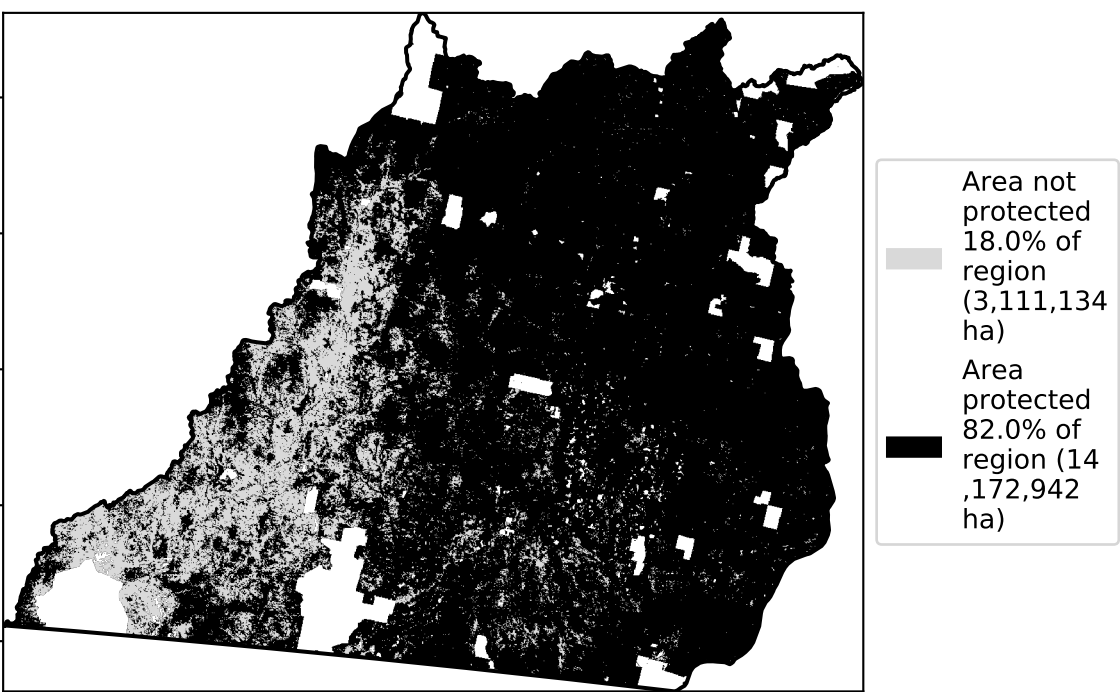 Area not
protected
18.0% of
region
(3,111,134
ha)
Area
protected
82.0% of
region (14
,172,942
ha)